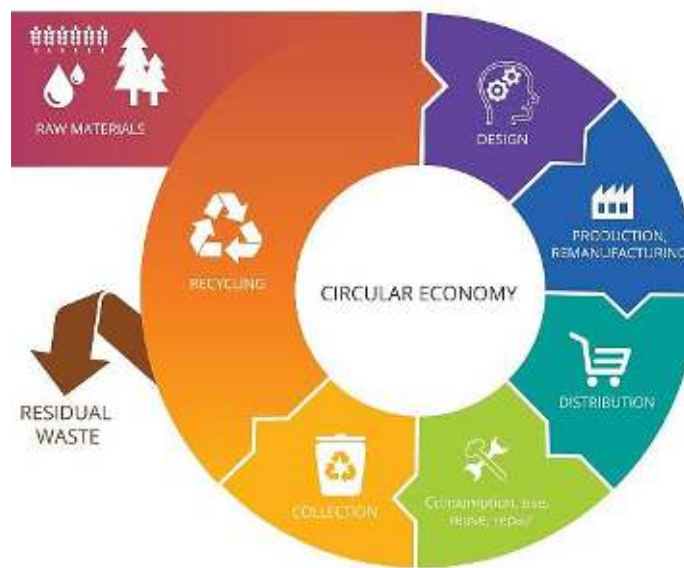 RAW MATERIALS
DESIGN
PRODUCTION,
REMANUFACTURING
RECYCLING
CIRCULAR ECONOMY
DISTRIBUTION
RESIDUAL
WASTE
COLLECTION
Consumption, use,
reuse, repair